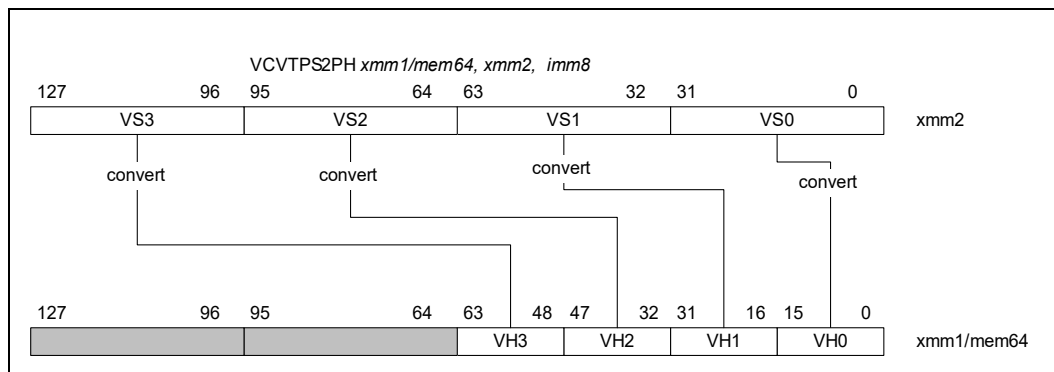 VCVTPS2PH xmm1/mem64, xmm2, imm8
127 96 95 64 63 32 31 0
VS3 VS2 VS1 VS0 xmm2
convert convert convert convert
127 96 95 64 63 48 47 32 31 16 15 0
VH3 VH2 VH1 VH0 xmm1/mem64